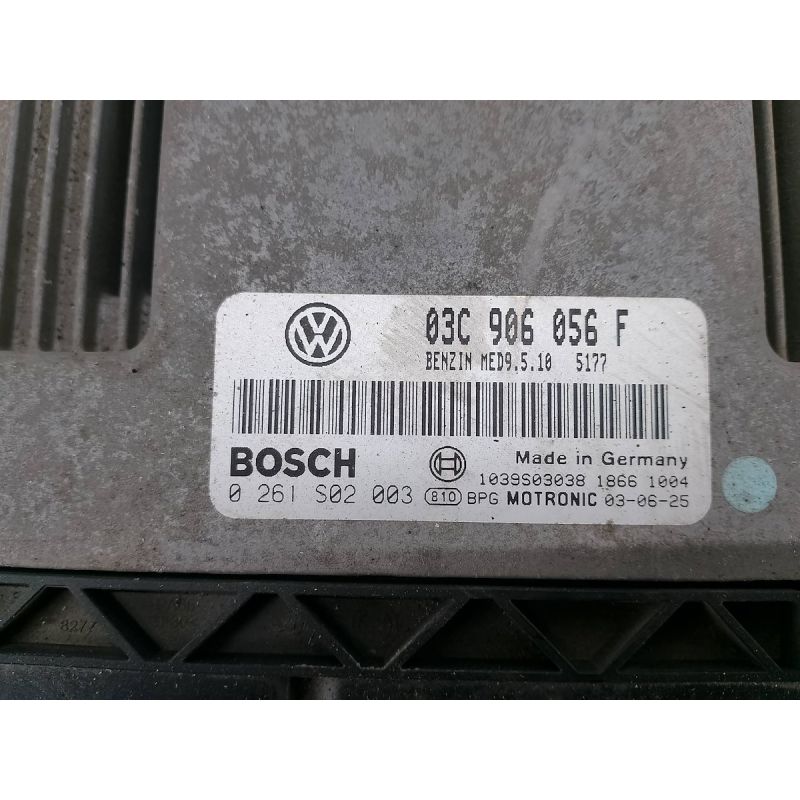 VW
03C 906 056 F
BENZIN MED9.5.10 5177
BOSCH
Made in Germany
1039S03038 1866 1004
0 261 S02 003 810 BPG MOTRONIC 03-06-25